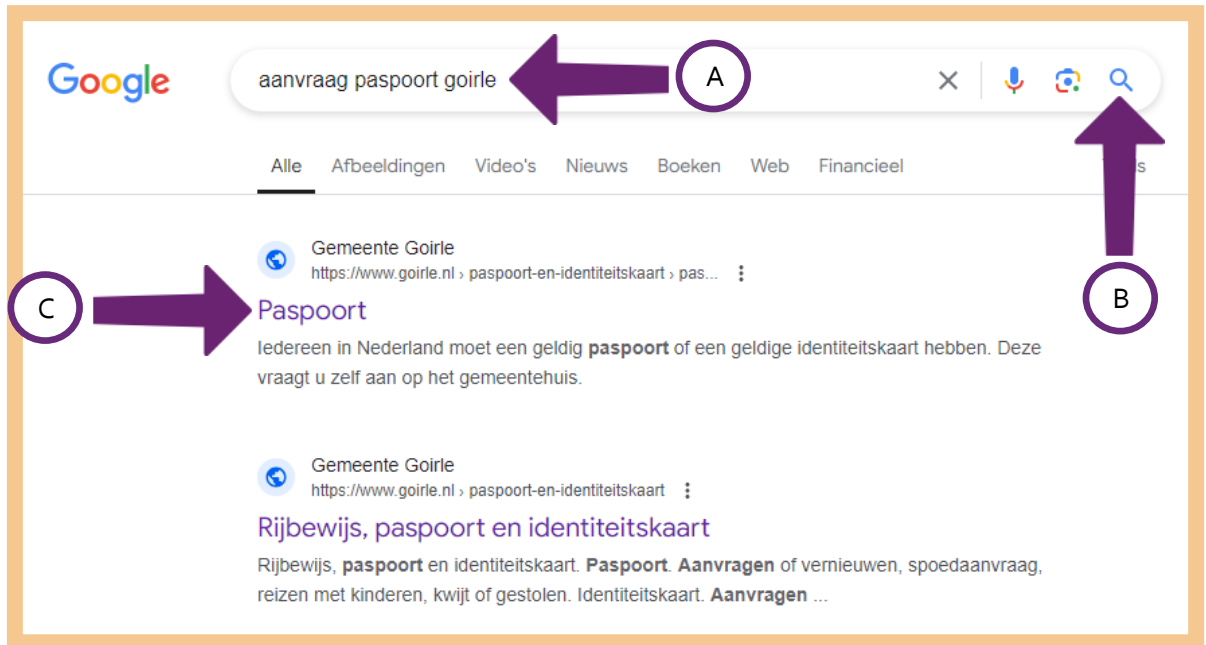 Google
aanvraag paspoort goirle
A
Alle Afbeeldingen Video's Nieuws Boeken Web Financieel
B
Gemeente Goirle
https://www.goirle.nl › paspoort-en-identiteitskaart › pas...
C
Paspoort
Iedereen in Nederland moet een geldig paspoort of een geldige identiteitskaart hebben. Deze
vraagt u zelf aan op het gemeentehuis.
Gemeente Goirle
https://www.goirle.nl › paspoort-en-identiteitskaart
Rijbewijs, paspoort en identiteitskaart
Rijbewijs, paspoort en identiteitskaart. Paspoort. Aanvragen of vernieuwen, spoedaanvraag,
reizen met kinderen, kwijt of gestolen. Identiteitskaart. Aanvragen ...